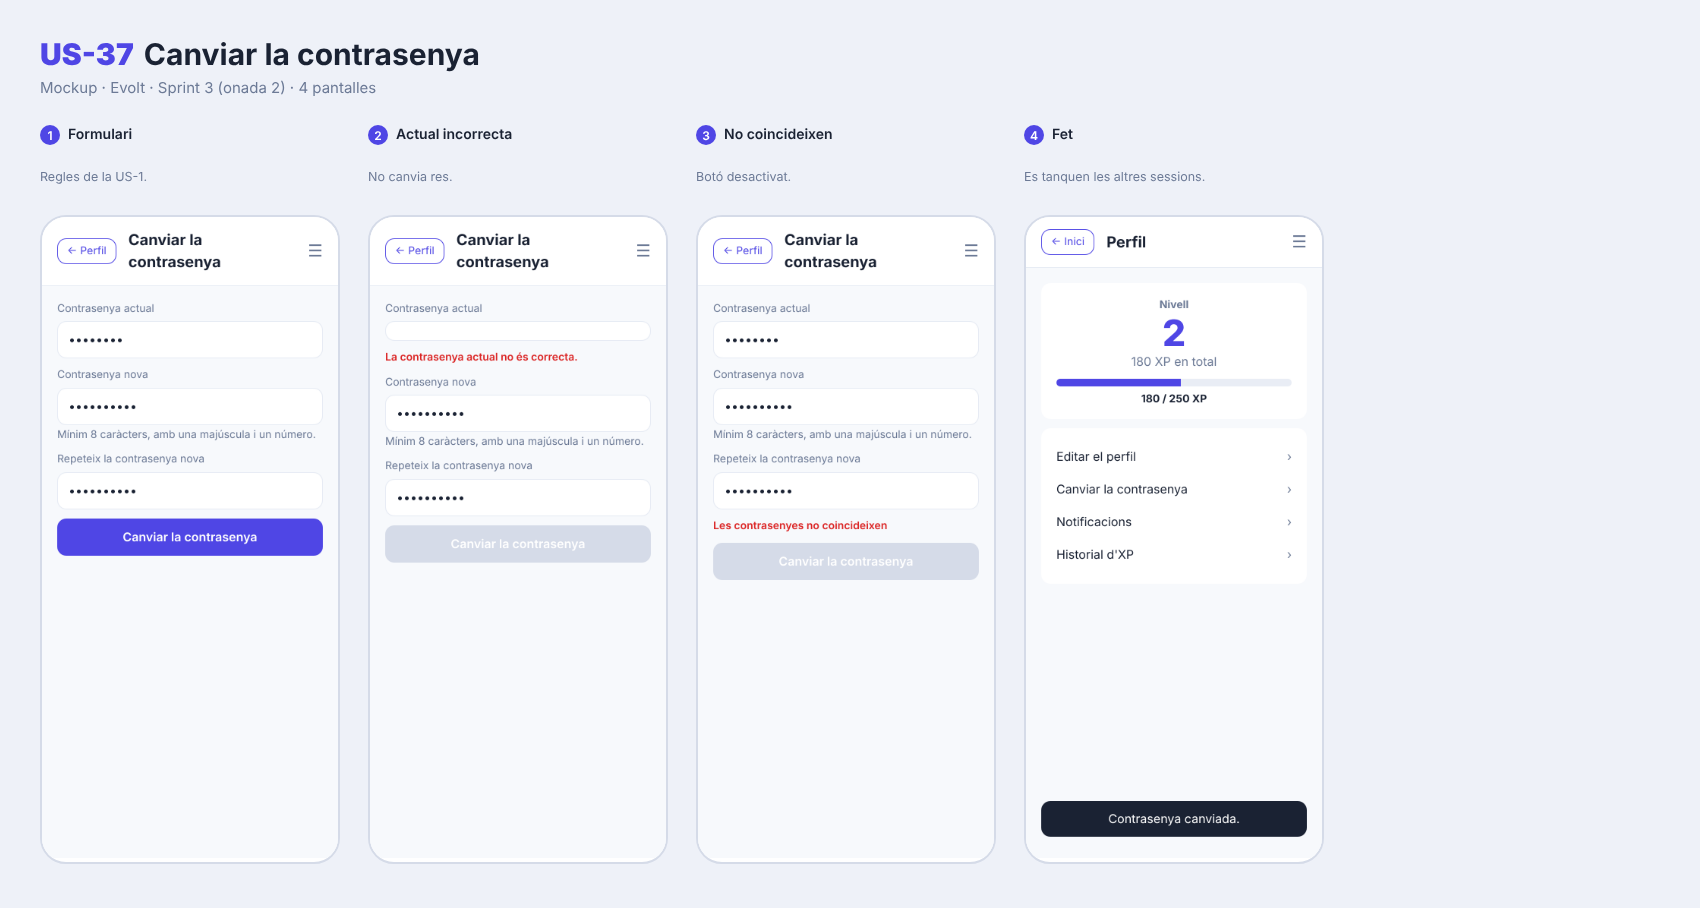 US-37 Canviar la contrasenya
Mockup · Evolt · Sprint 3 (onada 2) · 4 pantalles
1 Formulari
Regles de la US-1.
← Perfil
Canviar la
contrasenya
☰
Contrasenya actual
••••••••
Contrasenya nova
••••••••••
Mínim 8 caràcters, amb una majúscula i un número.
Repeteix la contrasenya nova
••••••••••
Canviar la contrasenya
2 Actual incorrecta
No canvia res.
← Perfil
Canviar la
contrasenya
☰
Contrasenya actual
La contrasenya actual no és correcta.
Contrasenya nova
••••••••••
Mínim 8 caràcters, amb una majúscula i un número.
Repeteix la contrasenya nova
••••••••••
Canviar la contrasenya
3 No coincideixen
Botó desactivat.
← Perfil
Canviar la
contrasenya
☰
Contrasenya actual
••••••••
Contrasenya nova
••••••••••
Mínim 8 caràcters, amb una majúscula i un número.
Repeteix la contrasenya nova
••••••••••
Les contrasenyes no coincideixen
Canviar la contrasenya
4 Fet
Es tanquen les altres sessions.
← Inici
Perfil
☰
Nivell
2
180 XP en total
180 / 250 XP
Editar el perfil ›
Canviar la contrasenya ›
Notificacions ›
Historial d'XP ›
Contrasenya canviada.